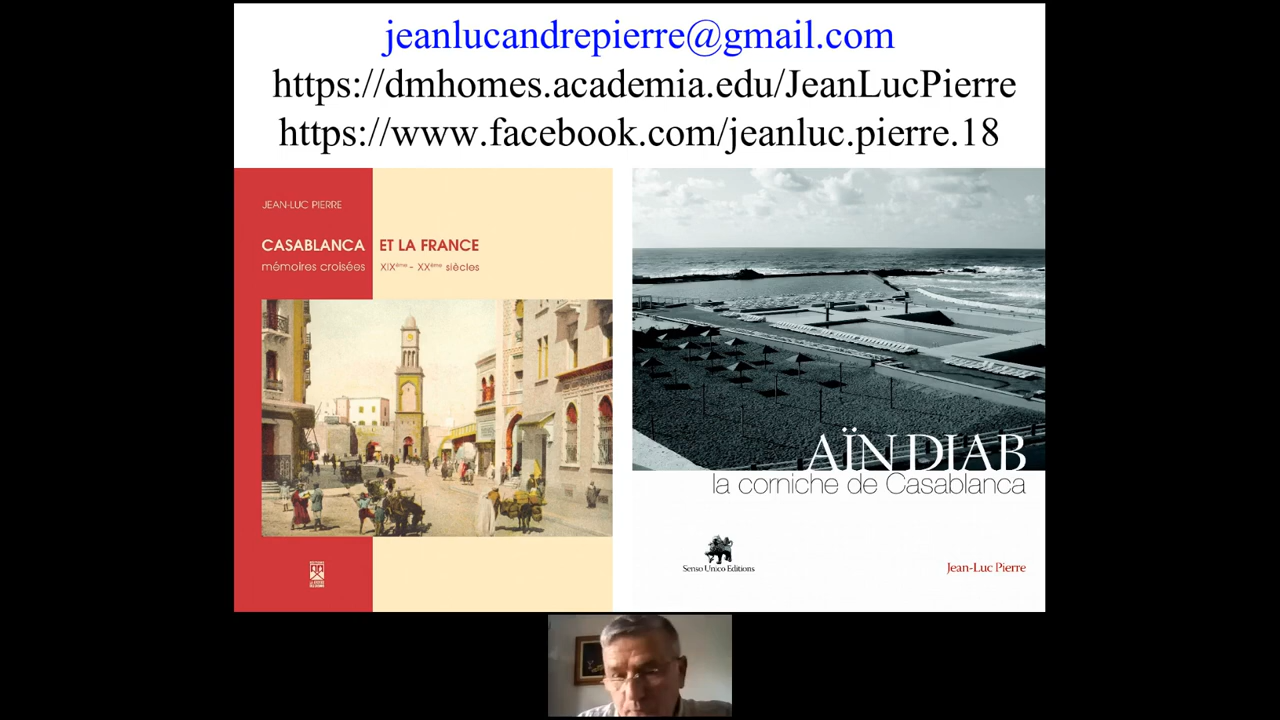 jeanlucandrepierre@gmail.com
https://dmhomes.academia.edu/JeanLucPierre
https://www.facebook.com/jeanluc.pierre.18
JEAN-LUC PIERRE
CASABLANCA ET LA FRANCE
mémoires croisées XIXème - XXème siècles
AÏN DIAB
la corniche de Casablanca
Senso Unico Editions
Jean-Luc Pierre